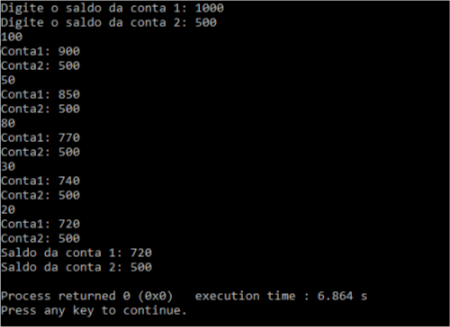 Digite o saldo da conta 1: 1000
Digite o saldo da conta 2: 500
100
Conta1: 900
Conta2: 500
50
Conta1: 850
Conta2: 500
80
Conta1: 770
Conta2: 500
30
Conta1: 740
Conta2: 500
20
Conta1: 720
Conta2: 500
Saldo da conta 1: 720
Saldo da conta 2: 500
Process returned 0 (0x0)   execution time : 6.864 s
Press any key to continue.